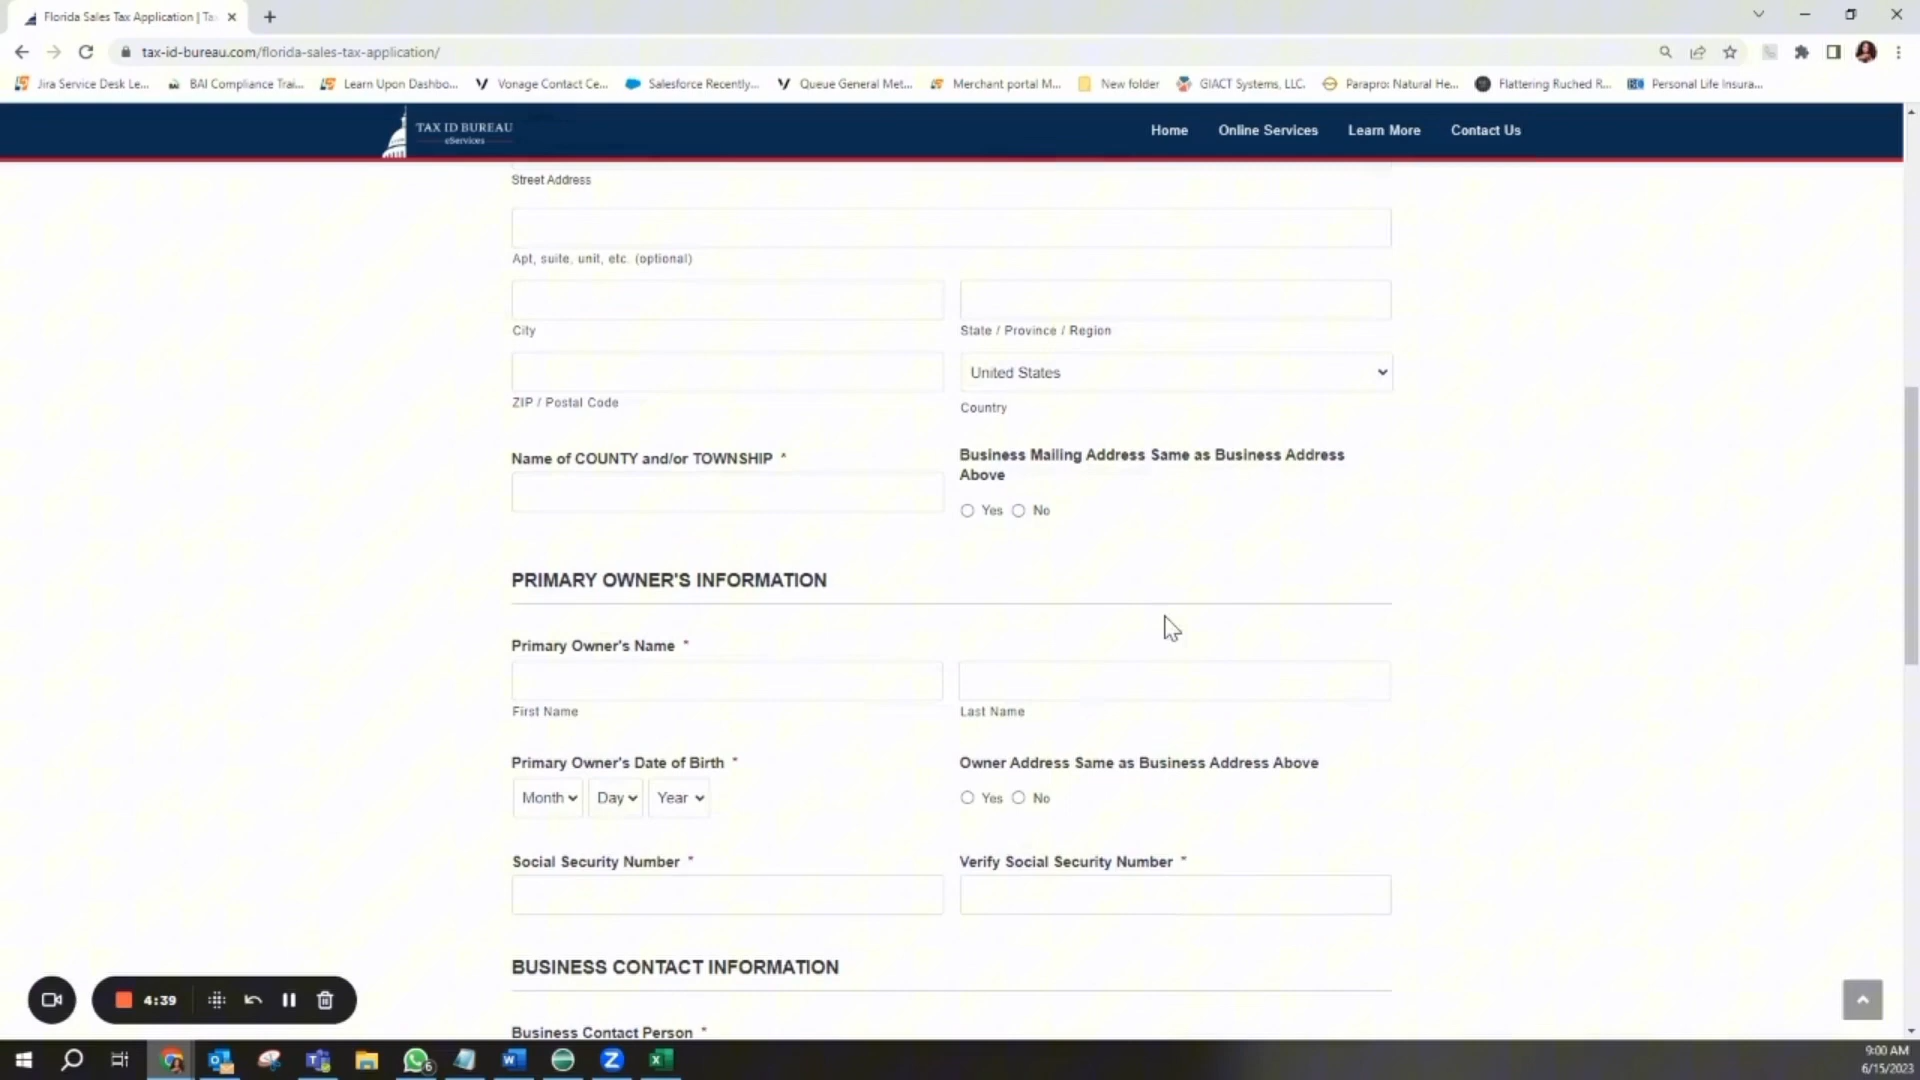 Florida Sales Tax Application | Ta
tax-id-bureau.com/florida-sales-tax-application/
Jira Service Desk Le...
BAI Compliance Trai...
Learn Upon Dashbo...
Vonage Contact Ce...
Salesforce Recently...
Queue General Met...
Merchant portal M...
New folder
GIACT Systems, LLC.
Parapro: Natural He...
Flattering Ruched R...
Personal Life Insura...
TAX ID BUREAU
eServices
Home
Online Services
Learn More
Contact Us
Street Address
Apt, suite, unit, etc. (optional)
City
State / Province / Region
United States
ZIP / Postal Code
Country
Name of COUNTY and/or TOWNSHIP *
Business Mailing Address Same as Business Address
Above
Yes No
PRIMARY OWNER'S INFORMATION
Primary Owner's Name *
First Name
Last Name
Primary Owner's Date of Birth *
Owner Address Same as Business Address Above
Month Day Year
Yes No
Social Security Number *
Verify Social Security Number *
BUSINESS CONTACT INFORMATION
4:39
Business Contact Person *
6
9:00 AM
6/15/2023